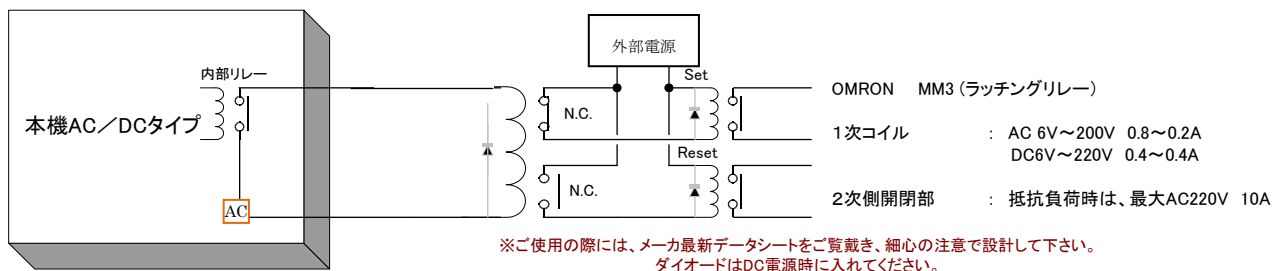 外部電源
内部リレー
Set
本機AC／DCタイプ
N.C.
OMRON MM3（ラッチングリレー）
1次コイル ： AC 6V～200V 0.8～0.2A
DC6V～220V 0.4～0.4A
Reset
N.C.
2次側開閉部 ： 抵抗負荷時は、最大AC220V 10A
AC
※ご使用の際には、メーカ最新データシートをご覧戴き、細心の注意で設計して下さい。
ダイオードはDC電源時に入れてください。